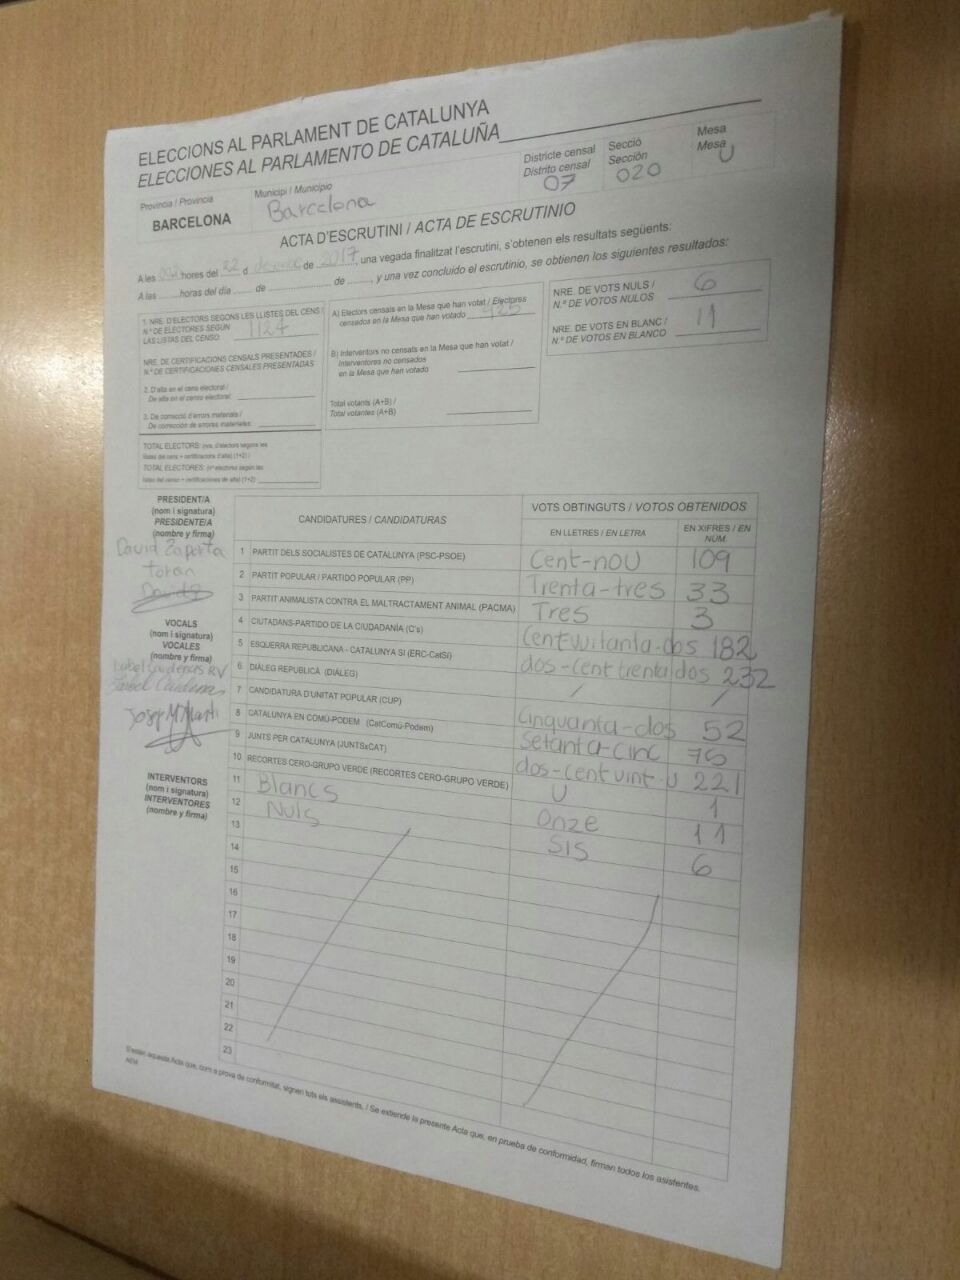 ELECCIONS AL PARLAMENT DE CATALUNYA
ELECCIONES AL PARLAMENTO DE CATALUÑA
Província / Provincia
BARCELONA
Municipi / Municipio
Barcelona
Districte censal
Distrito censal
07
Secció
Sección
020
Mesa
Mesa
U
ACTA D'ESCRUTINI / ACTA DE ESCRUTINIO
A les hores del 22 d de 2017, una vegada finalitzat l'escrutini, s'obtenen els resultats següents:
A las horas del día de de , y una vez concluido el escrutinio, se obtienen los siguientes resultados:
1. NRE. D'ELECTORS SEGONS LES LLISTES DEL CENS /
N.º DE ELECTORES SEGÚN
LAS LISTAS DEL CENSO
1124
NRE. DE CERTIFICACIONS CENSALS PRESENTADES /
N.º DE CERTIFICACIONES CENSALES PRESENTADAS
2. D'alta en el cens electoral /
De alta en el censo electoral:
3. De correcció d'errors materials /
De corrección de errores materiales:
TOTAL ELECTORS: (nre. d'electors segons les
llistes del cens + certificacions d'alta) (1+2) /
TOTAL ELECTORES: (nº electores según las
listas del censo + certificaciones de alta) (1+2):
A) Electors censats en la Mesa que han votat / Electores
censados en la Mesa que han votado 925
B) Interventors no censats en la Mesa que han votat /
Interventores no censados
en la Mesa que han votado
Total votants (A+B) /
Total votantes (A+B)
NRE. DE VOTS NULS /
N.º DE VOTOS NULOS
6
NRE. DE VOTS EN BLANC /
N.º DE VOTOS EN BLANCO
11
PRESIDENT/A
(nom i signatura)
PRESIDENTE/A
(nombre y firma)
David Zaporta
Toran
VOCALS
(nom i signatura)
VOCALES
(nombre y firma)
Isabel Cárdenas RV
Isabel Cárdenas
Josep M Martí
INTERVENTORS
(nom i signatura)
INTERVENTORES
(nombre y firma)
CANDIDATURES / CANDIDATURAS
VOTS OBTINGUTS / VOTOS OBTENIDOS
EN LLETRES / EN LETRA
EN XIFRES / EN NÚM.
1 PARTIT DELS SOCIALISTES DE CATALUNYA (PSC-PSOE) Cent-nou 109
2 PARTIT POPULAR / PARTIDO POPULAR (PP) Trenta-tres 33
3 PARTIT ANIMALISTA CONTRA EL MALTRACTAMENT ANIMAL (PACMA) Tres 3
4 CIUTADANS-PARTIDO DE LA CIUDADANÍA (C's) Cent vuitanta-dos 182
5 ESQUERRA REPUBLICANA - CATALUNYA SÍ (ERC-CatSí) dos-cent trenta dos 232
6 DIÀLEG REPUBLICÀ (DIÀLEG) / /
7 CANDIDATURA D'UNITAT POPULAR (CUP) Cinquanta-dos 52
8 CATALUNYA EN COMÚ-PODEM (CatComú-Podem) Setanta-cinc 75
9 JUNTS PER CATALUNYA (JUNTSxCAT) dos-cent vint-u 221
10 RECORTES CERO-GRUPO VERDE (RECORTES CERO-GRUPO VERDE) U 1
11 Blancs Onze 11
12 Nuls Sis 6
13
14
15
16
17
18
19
20
21
22
23
S'estén aquesta Acta que, com a prova de conformitat, signen tots els assistents. / Se extiende la presente Acta que, en prueba de conformidad, firman todos los asistentes.